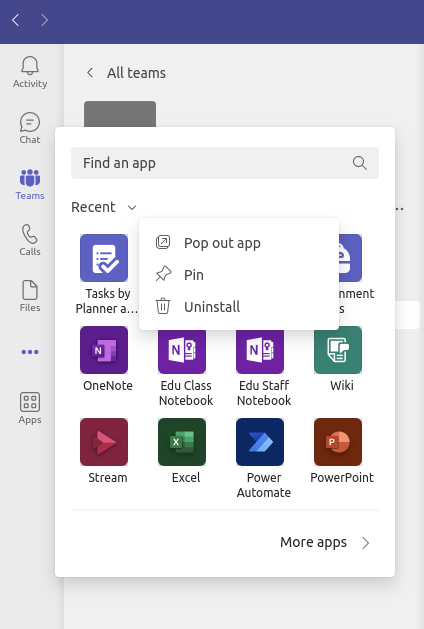 All teams
Activity
Chat
Teams
Calls
Files
Apps
Find an app
Recent
Pop out app
Pin
Uninstall
Tasks by
Planner a...
OneNote
Edu Class
Notebook
Edu Staff
Notebook
Wiki
Stream
Excel
Power
Automate
PowerPoint
More apps